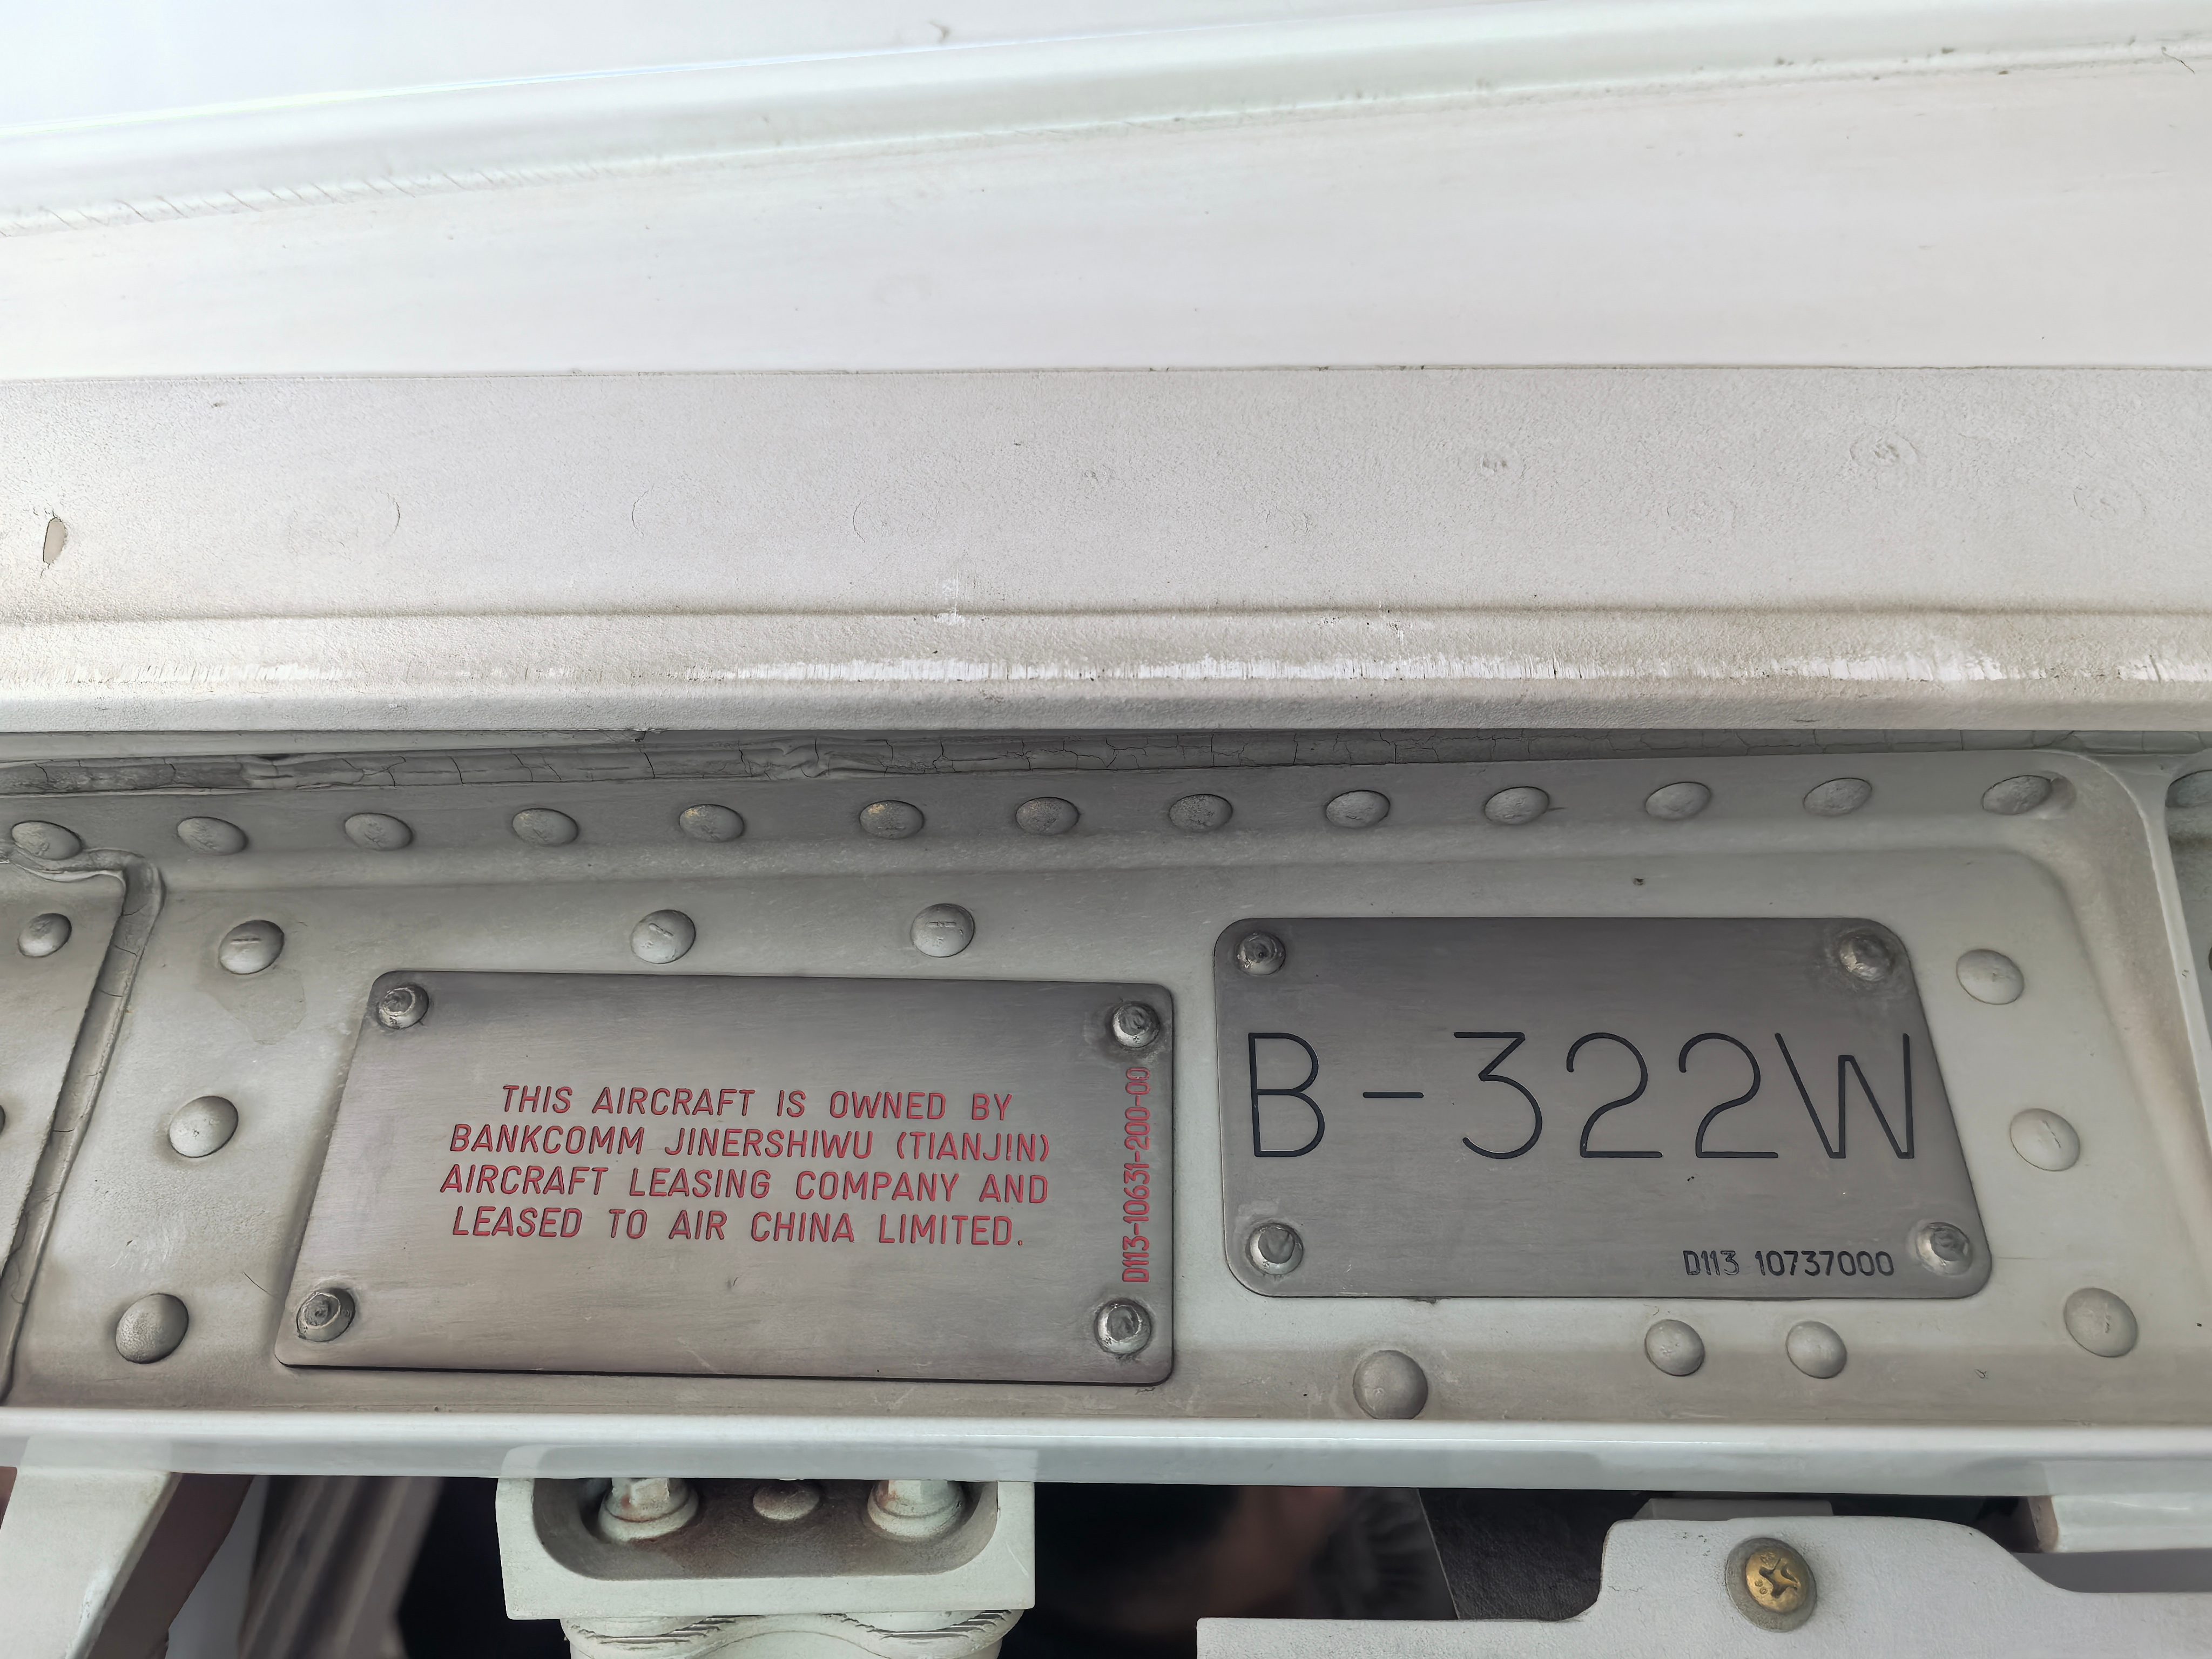 THIS AIRCRAFT IS OWNED BY
BANKCOMM JINERSHIWU (TIANJIN)
AIRCRAFT LEASING COMPANY AND
LEASED TO AIR CHINA LIMITED.
D113-10631-200-00
B-322W
D113 10737000